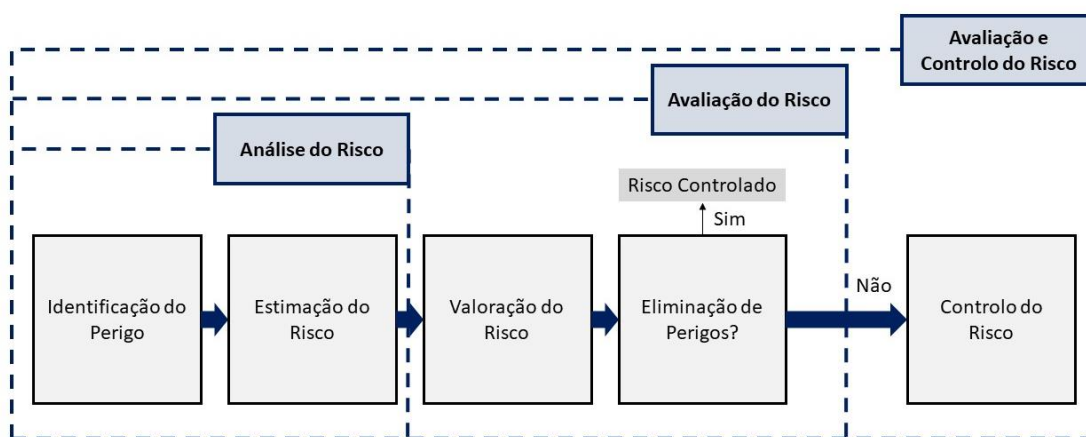 Avaliação e
Controlo do Risco
Avaliação do Risco
Análise do Risco
Risco Controlado
Sim
Identificação do
Perigo
Estimação do
Risco
Valoração do
Risco
Eliminação de
Perigos?
Não
Controlo do
Risco